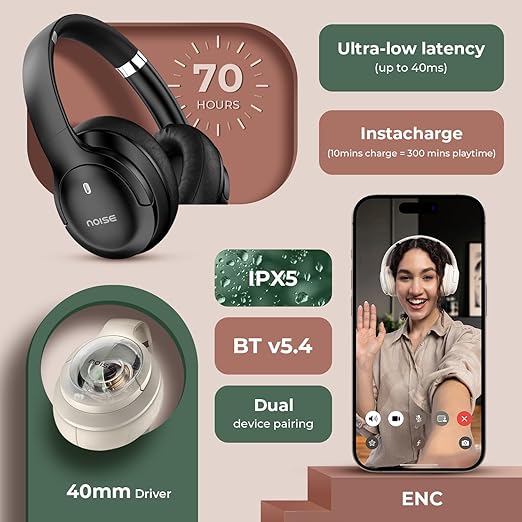 70
HOURS
noise
Ultra-low latency
(up to 40ms)
Instacharge
(10mins charge = 300 mins playtime)
IPX5
BT v5.4
Dual
device pairing
40mm Driver
ENC